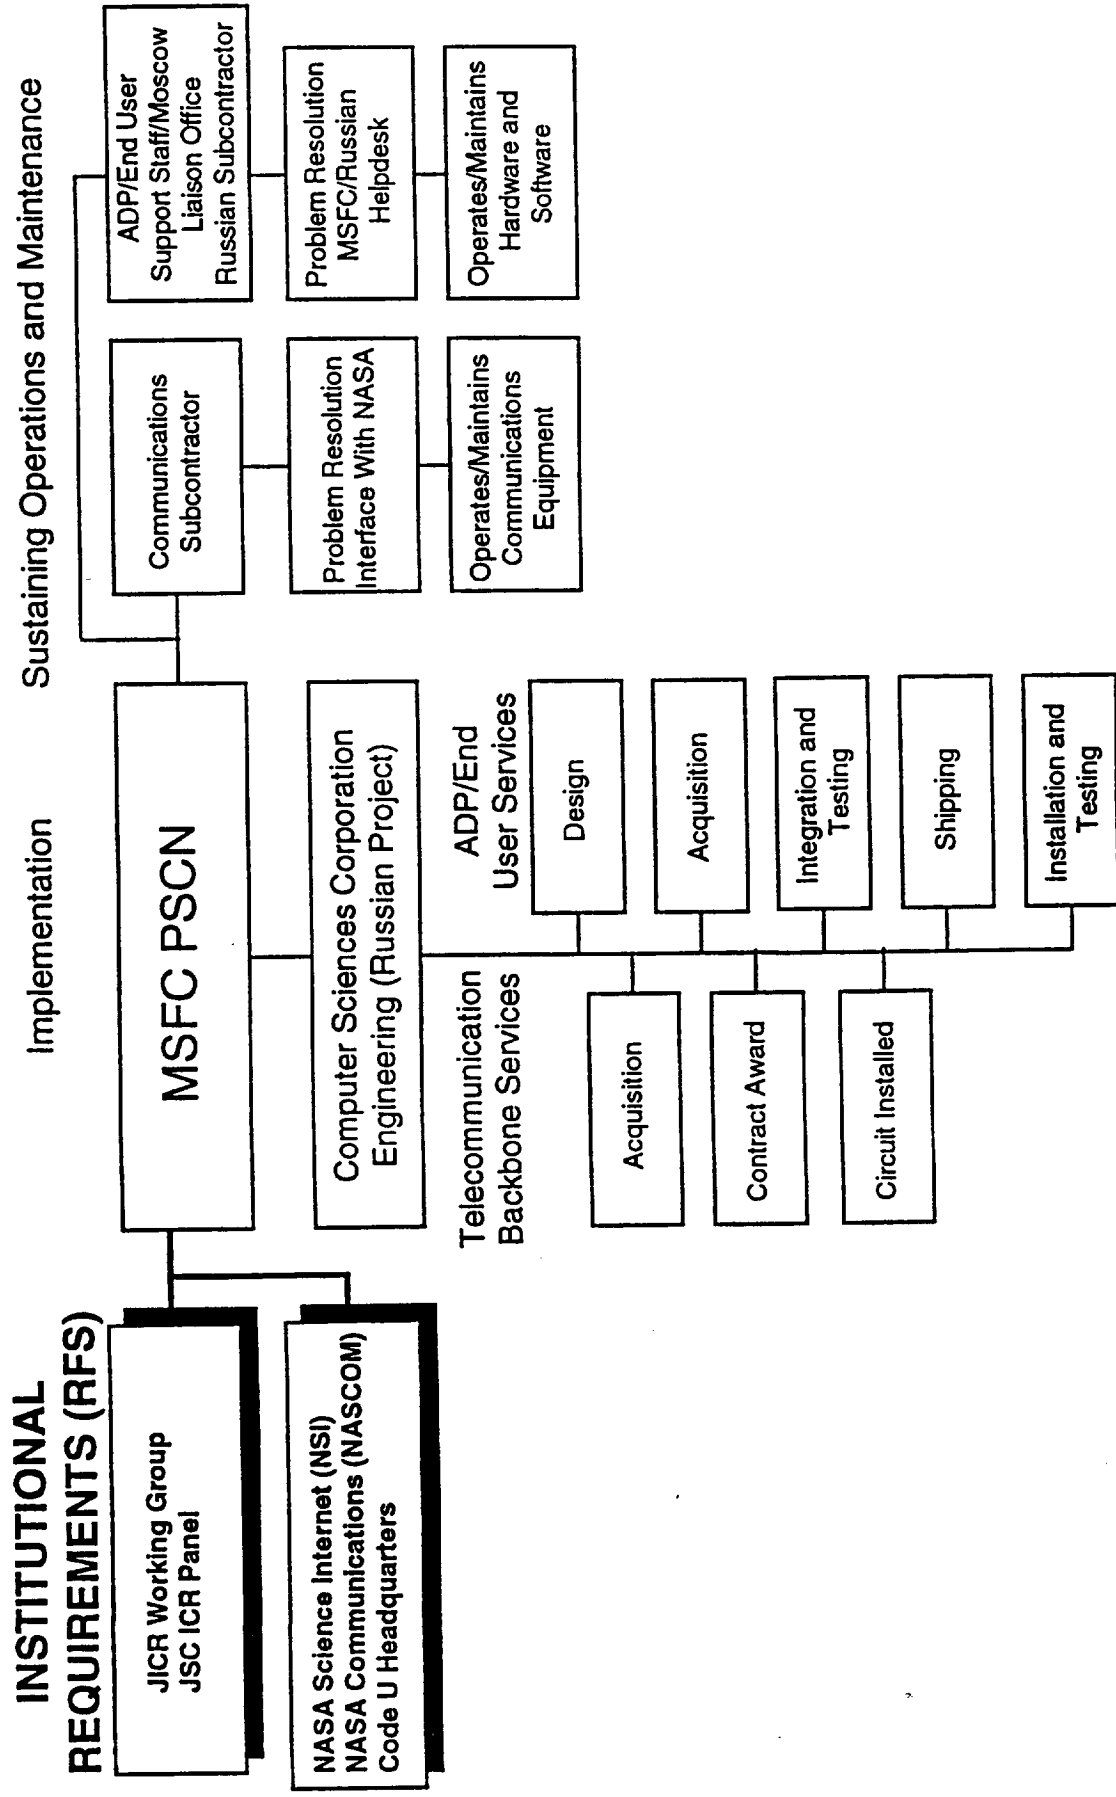 INSTITUTIONAL
REQUIREMENTS (RFS)
JICR Working Group
JSC ICR Panel
NASA Science Internet (NSI)
NASA Communications (NASCOM)
Code U Headquarters
Implementation
MSFC PSCN
Computer Sciences Corporation
Engineering (Russian Project)
Telecommunication
Backbone Services
Acquisition
Contract Award
Circuit Installed
ADP/End
User Services
Design
Acquisition
Integration and
Testing
Shipping
Installation and
Testing
Sustaining Operations and Maintenance
Communications
Subcontractor
Problem Resolution
Interface With NASA
Operates/Maintains
Communications
Equipment
ADP/End User
Support Staff/Moscow
Liaison Office
Russian Subcontractor
Problem Resolution
MSFC/Russian
Helpdesk
Operates/Maintains
Hardware and
Software